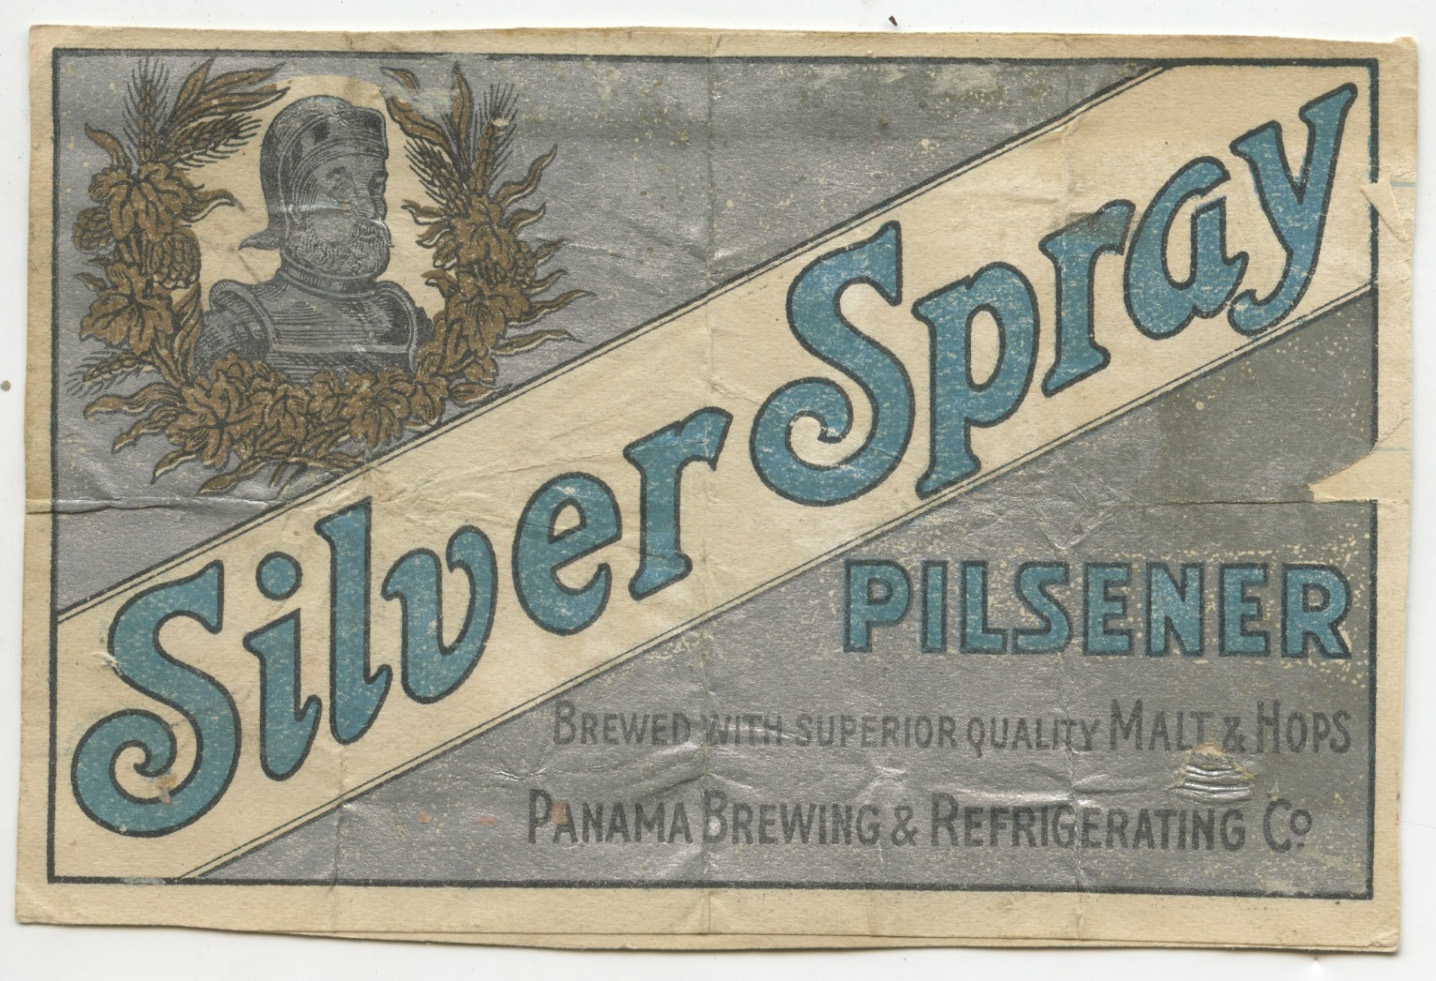 Silver Spray
PILSENER
BREWED WITH SUPERIOR QUALITY MALT & HOPS
PANAMA BREWING & REFRIGERATING Co